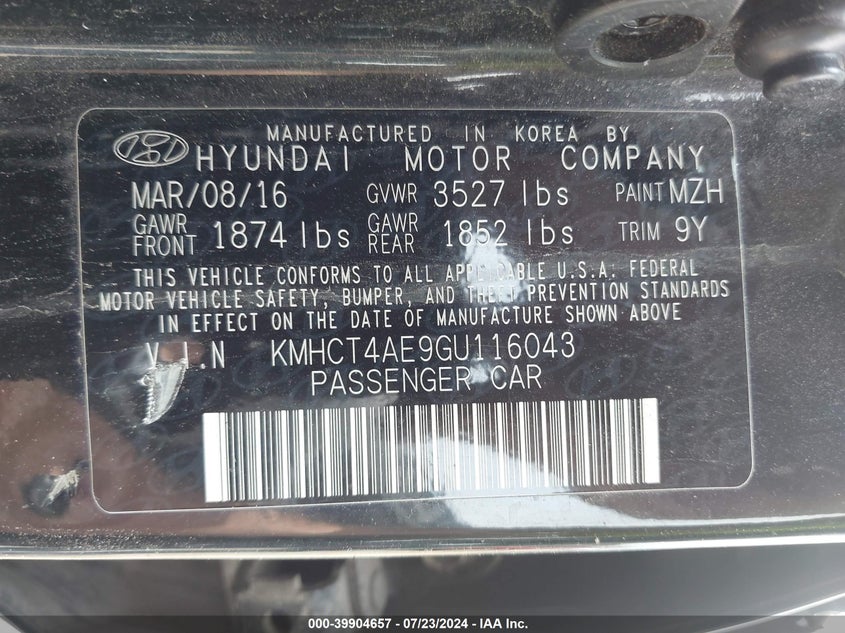 MANUFACTURED IN KOREA BY
HYUNDAI MOTOR COMPANY
MAR/08/16 GVWR 3527 lbs PAINT MZH
GAWR FRONT 1874 lbs GAWR REAR 1852 lbs TRIM 9Y
THIS VEHICLE CONFORMS TO ALL APPLICABLE U.S.A. FEDERAL
MOTOR VEHICLE SAFETY, BUMPER, AND THEFT PREVENTION STANDARDS
IN EFFECT ON THE DATE OF MANUFACTURE SHOWN ABOVE
V.I.N KMHCT4AE9GU116043
PASSENGER CAR
000-39904657 - 07/23/2024 - IAA Inc.